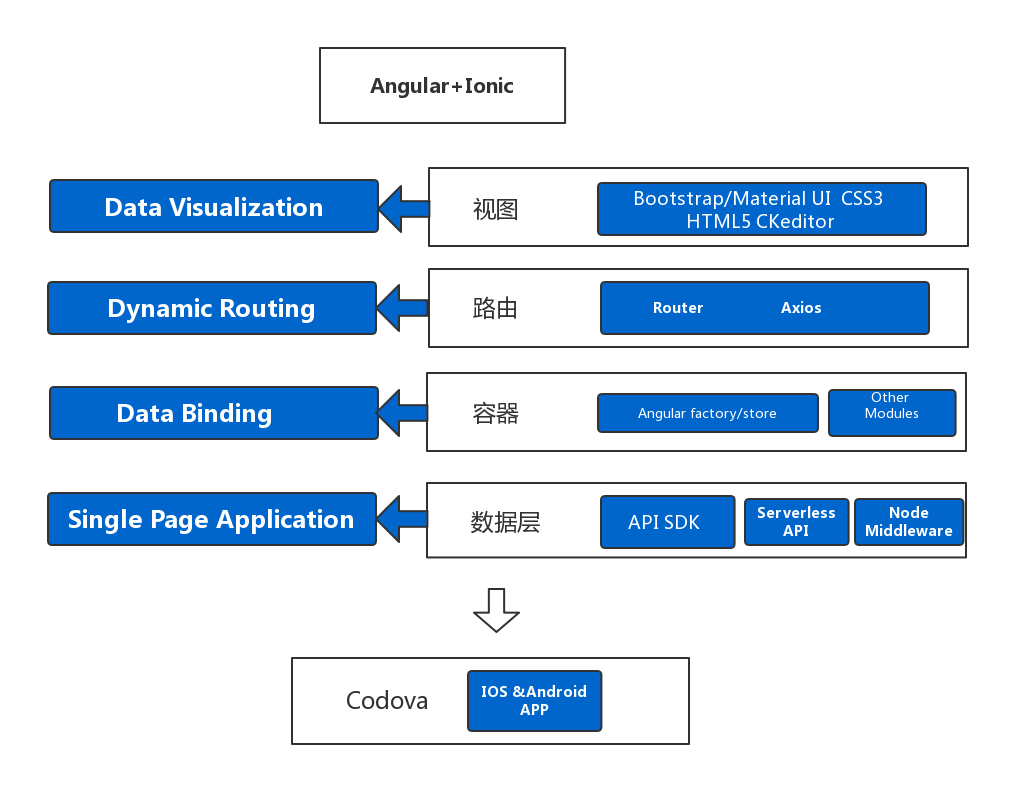 Angular+Ionic
Data Visualization
视图
Bootstrap/Material UI  CSS3
HTML5 CKeditor
Dynamic Routing
路由
Router
Axios
Data Binding
容器
Angular factory/store
Other
Modules
Single Page Application
数据层
API SDK
Serverless
API
Node
Middleware
Codova
IOS &Android
APP